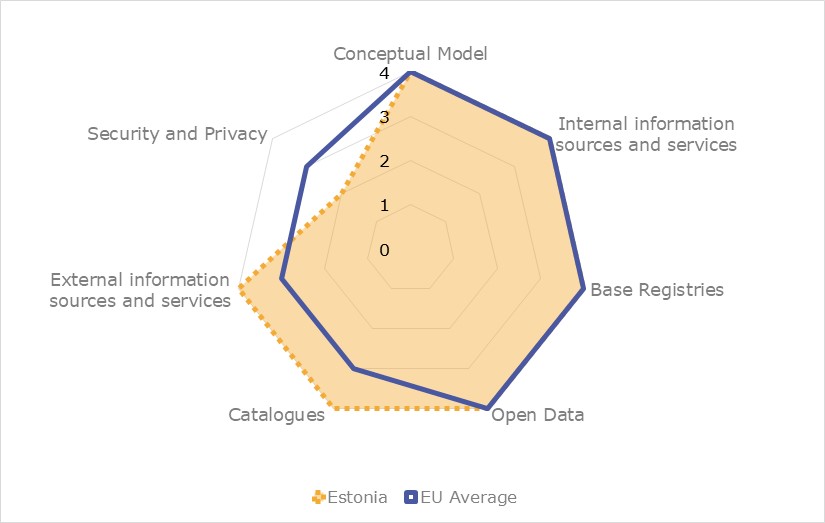 Conceptual Model
4
3
2
1
0
Internal information
sources and services
Base Registries
Open Data
Catalogues
External information
sources and services
Security and Privacy
Estonia
EU Average